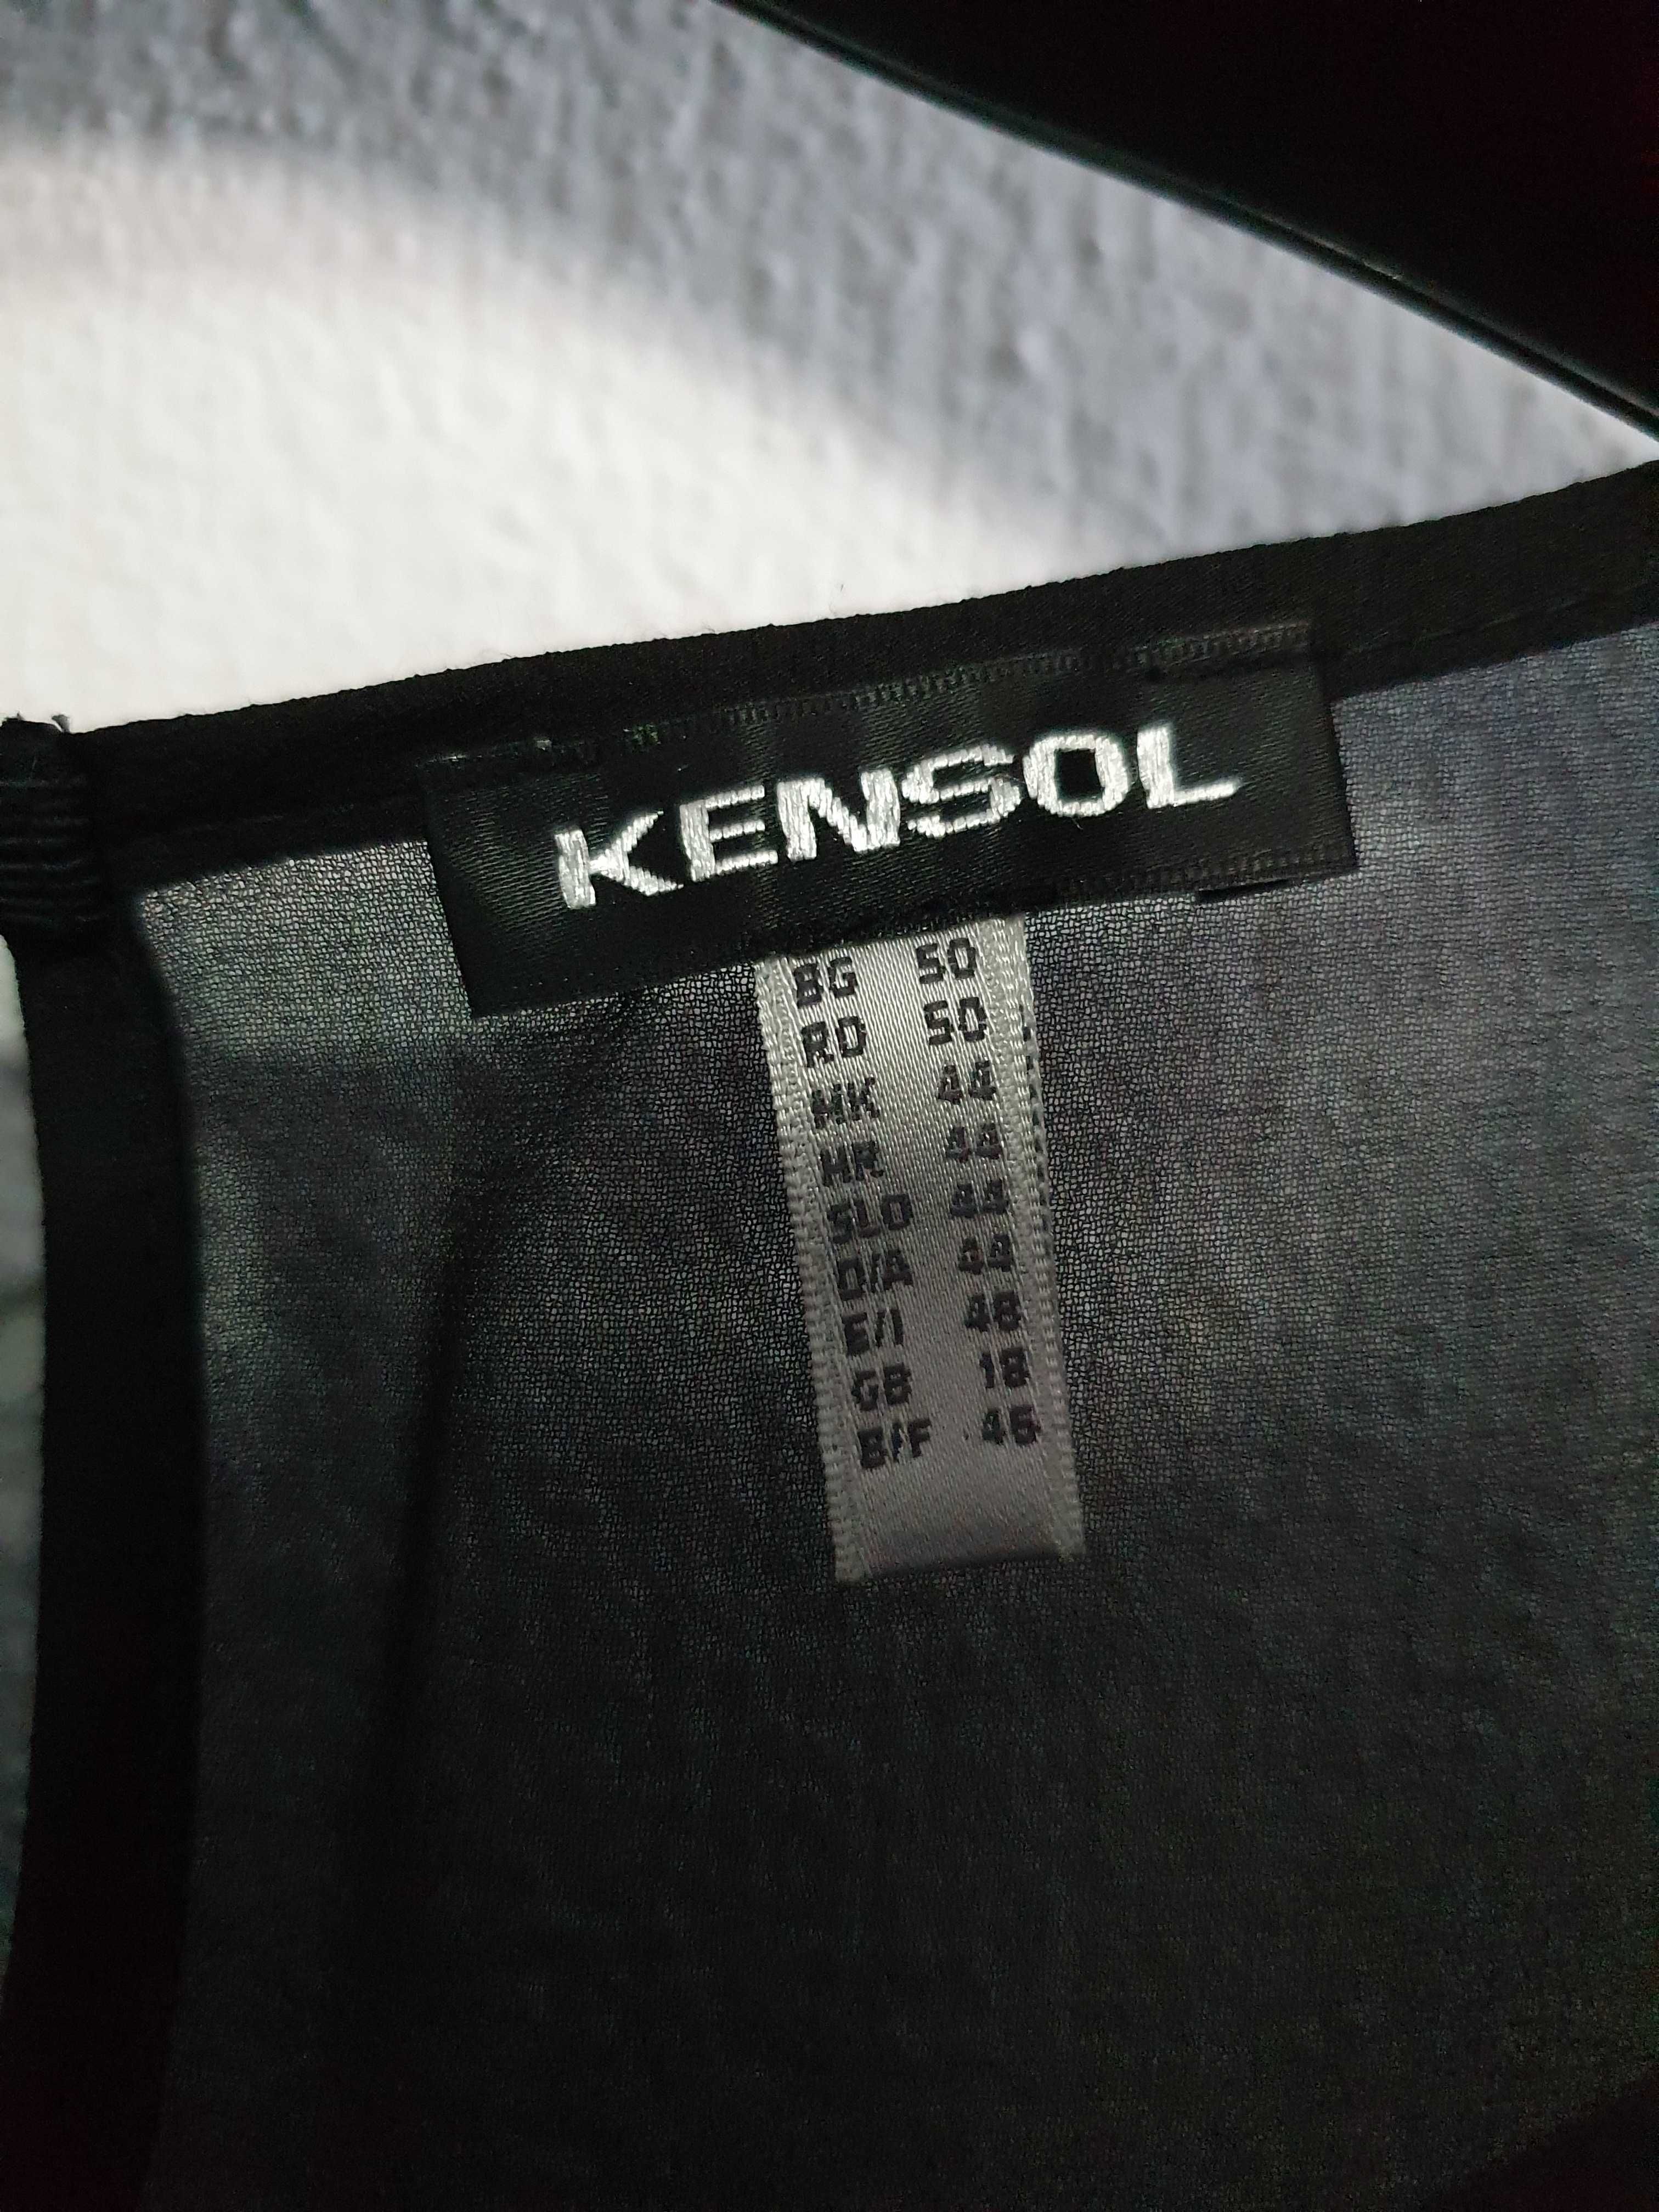 KENSOL
BG 50
RO 50
MK 44
HR 44
SLO 44
D/A 44
E/I 48
GB 18
B/F 46